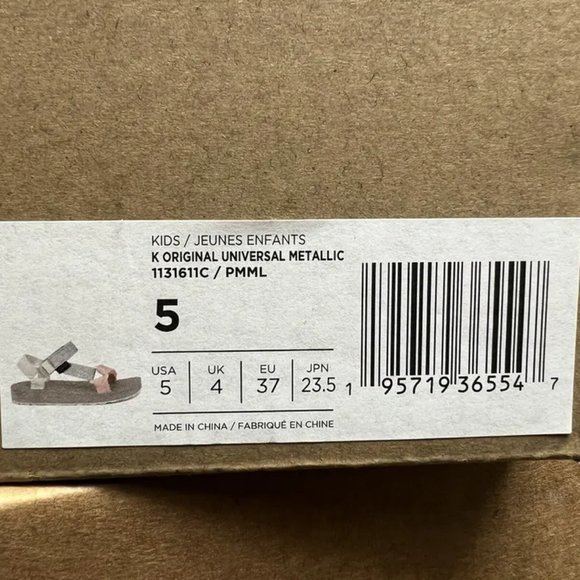 KIDS / JEUNES ENFANTS
K ORIGINAL UNIVERSAL METALLIC
1131611C / PMML
5
USA UK EU JPN
5 4 37 23.5
MADE IN CHINA / FABRIQUÉ EN CHINE
1 95719 36554 7